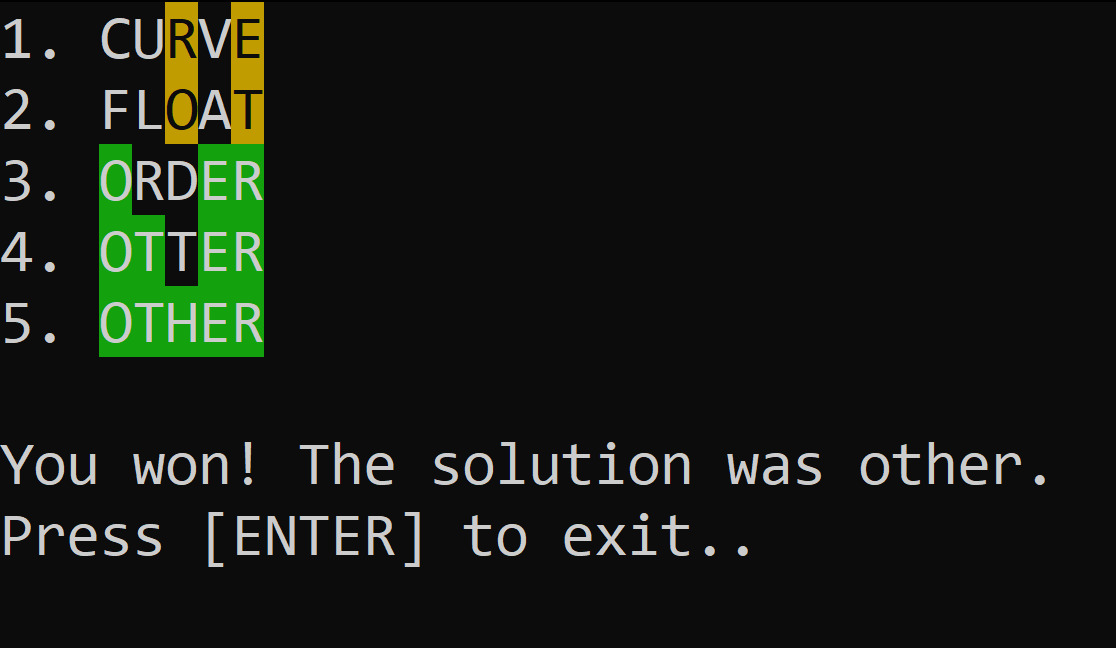 1. CURVE
2. FLOAT
3. ORDER
4. OTTER
5. OTHER
You won! The solution was other.
Press [ENTER] to exit..